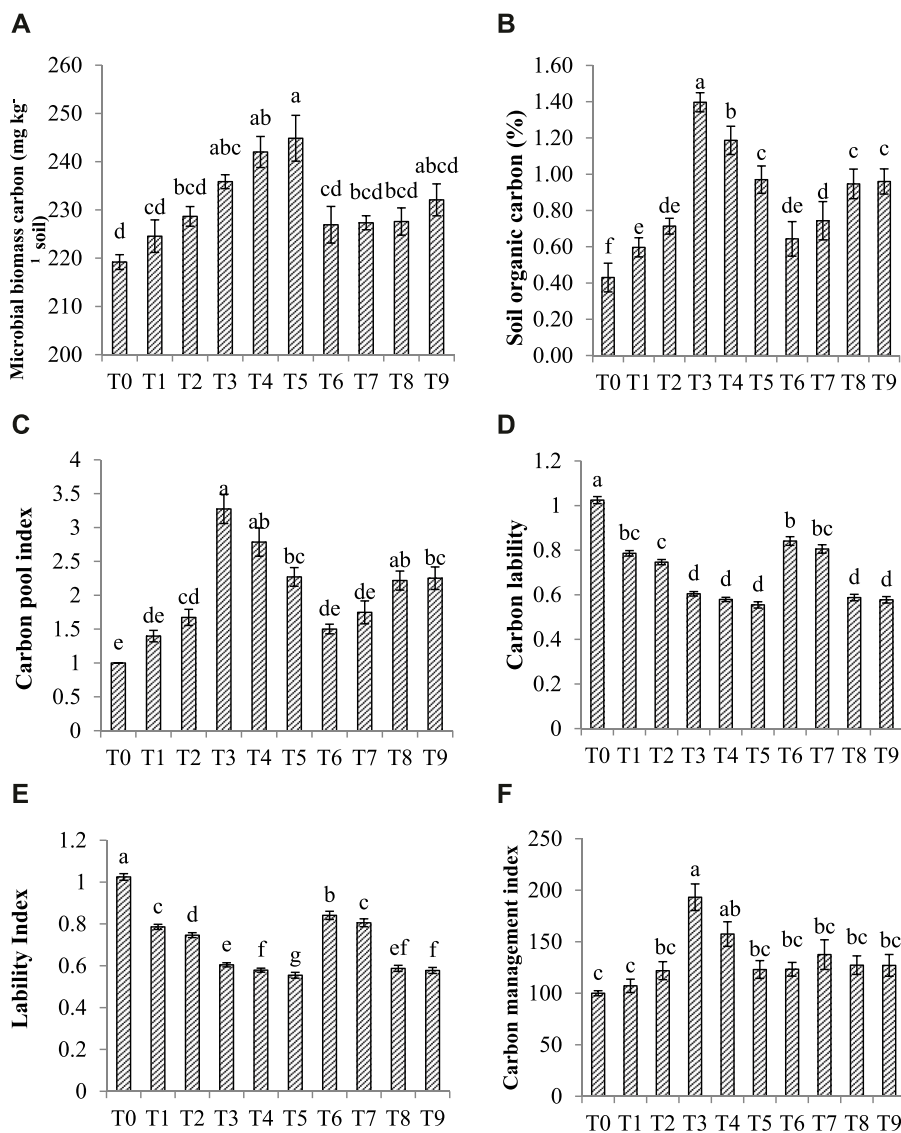 A
Microbial biomass carbon (mg kg-
1 soil)
260
250
240
230
220
210
200
d
cd
bcd
abc
ab
a
cd
bcd
bcd
abcd
T0 T1 T2 T3 T4 T5 T6 T7 T8 T9
B
Soil organic carbon (%)
1.60
1.40
1.20
1.00
0.80
0.60
0.40
0.20
0.00
f
e
de
a
b
c
de
d
c
c
T0 T1 T2 T3 T4 T5 T6 T7 T8 T9
C
Carbon pool index
4
3.5
3
2.5
2
1.5
1
0.5
0
e
de
cd
a
ab
bc
de
de
ab
bc
T0 T1 T2 T3 T4 T5 T6 T7 T8 T9
D
Carbon lability
1.2
1
0.8
0.6
0.4
0.2
0
a
bc
c
d
d
d
b
bc
d
d
T0 T1 T2 T3 T4 T5 T6 T7 T8 T9
E
Lability Index
1.2
1
0.8
0.6
0.4
0.2
0
a
c
d
e
f
g
b
c
ef
f
T0 T1 T2 T3 T4 T5 T6 T7 T8 T9
F
Carbon management index
250
200
150
100
50
0
c
c
bc
a
ab
bc
bc
bc
bc
bc
T0 T1 T2 T3 T4 T5 T6 T7 T8 T9